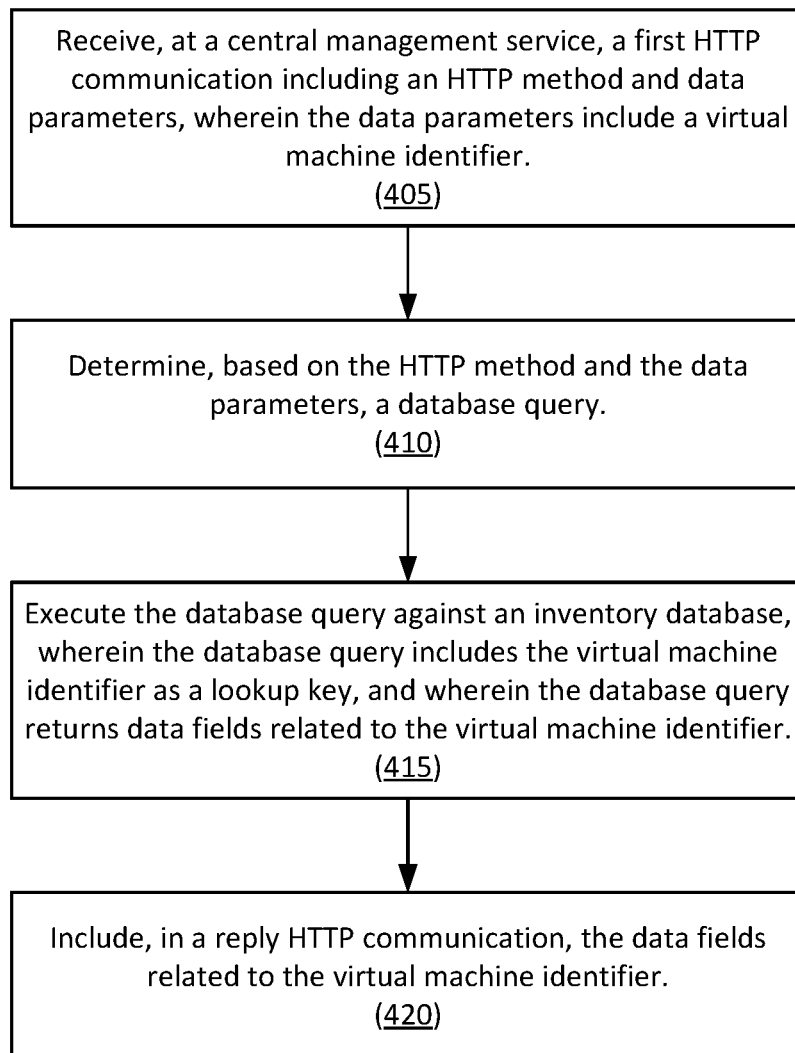 Receive, at a central management service, a first HTTP
communication including an HTTP method and data
parameters, wherein the data parameters include a virtual
machine identifier.
(405)
Determine, based on the HTTP method and the data
parameters, a database query.
(410)
Execute the database query against an inventory database,
wherein the database query includes the virtual machine
identifier as a lookup key, and wherein the database query
returns data fields related to the virtual machine identifier.
(415)
Include, in a reply HTTP communication, the data fields
related to the virtual machine identifier.
(420)